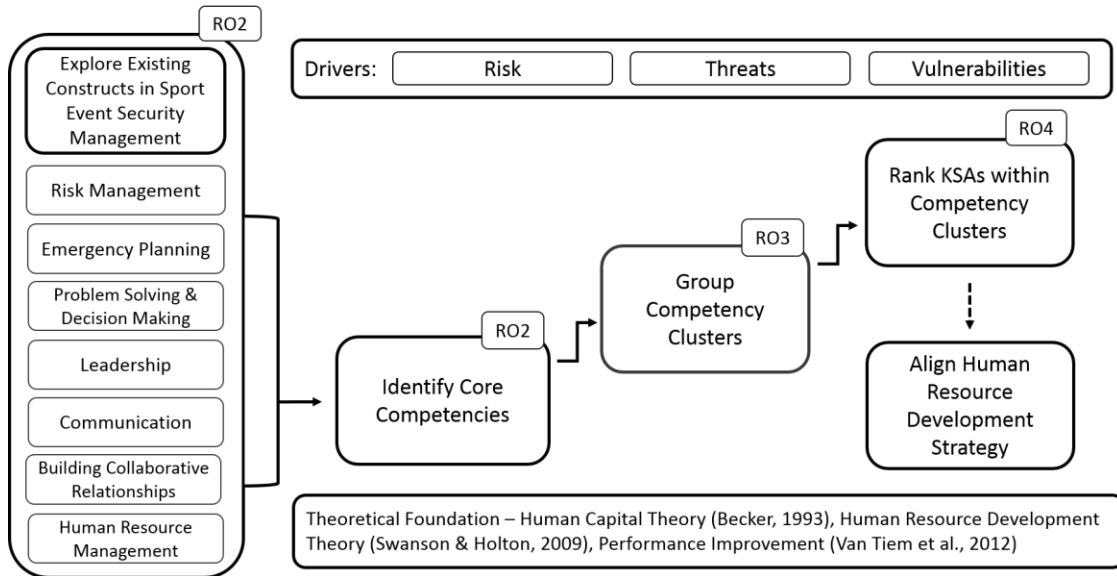 RO2
Explore Existing
Constructs in Sport
Event Security
Management
Risk Management
Emergency Planning
Problem Solving &
Decision Making
Leadership
Communication
Building Collaborative
Relationships
Human Resource
Management
Drivers:
Risk
Threats
Vulnerabilities
RO2
Identify Core
Competencies
RO3
Group
Competency
Clusters
RO4
Rank KSAs within
Competency
Clusters
Align Human
Resource
Development
Strategy
Theoretical Foundation – Human Capital Theory (Becker, 1993), Human Resource Development
Theory (Swanson & Holton, 2009), Performance Improvement (Van Tiem et al., 2012)